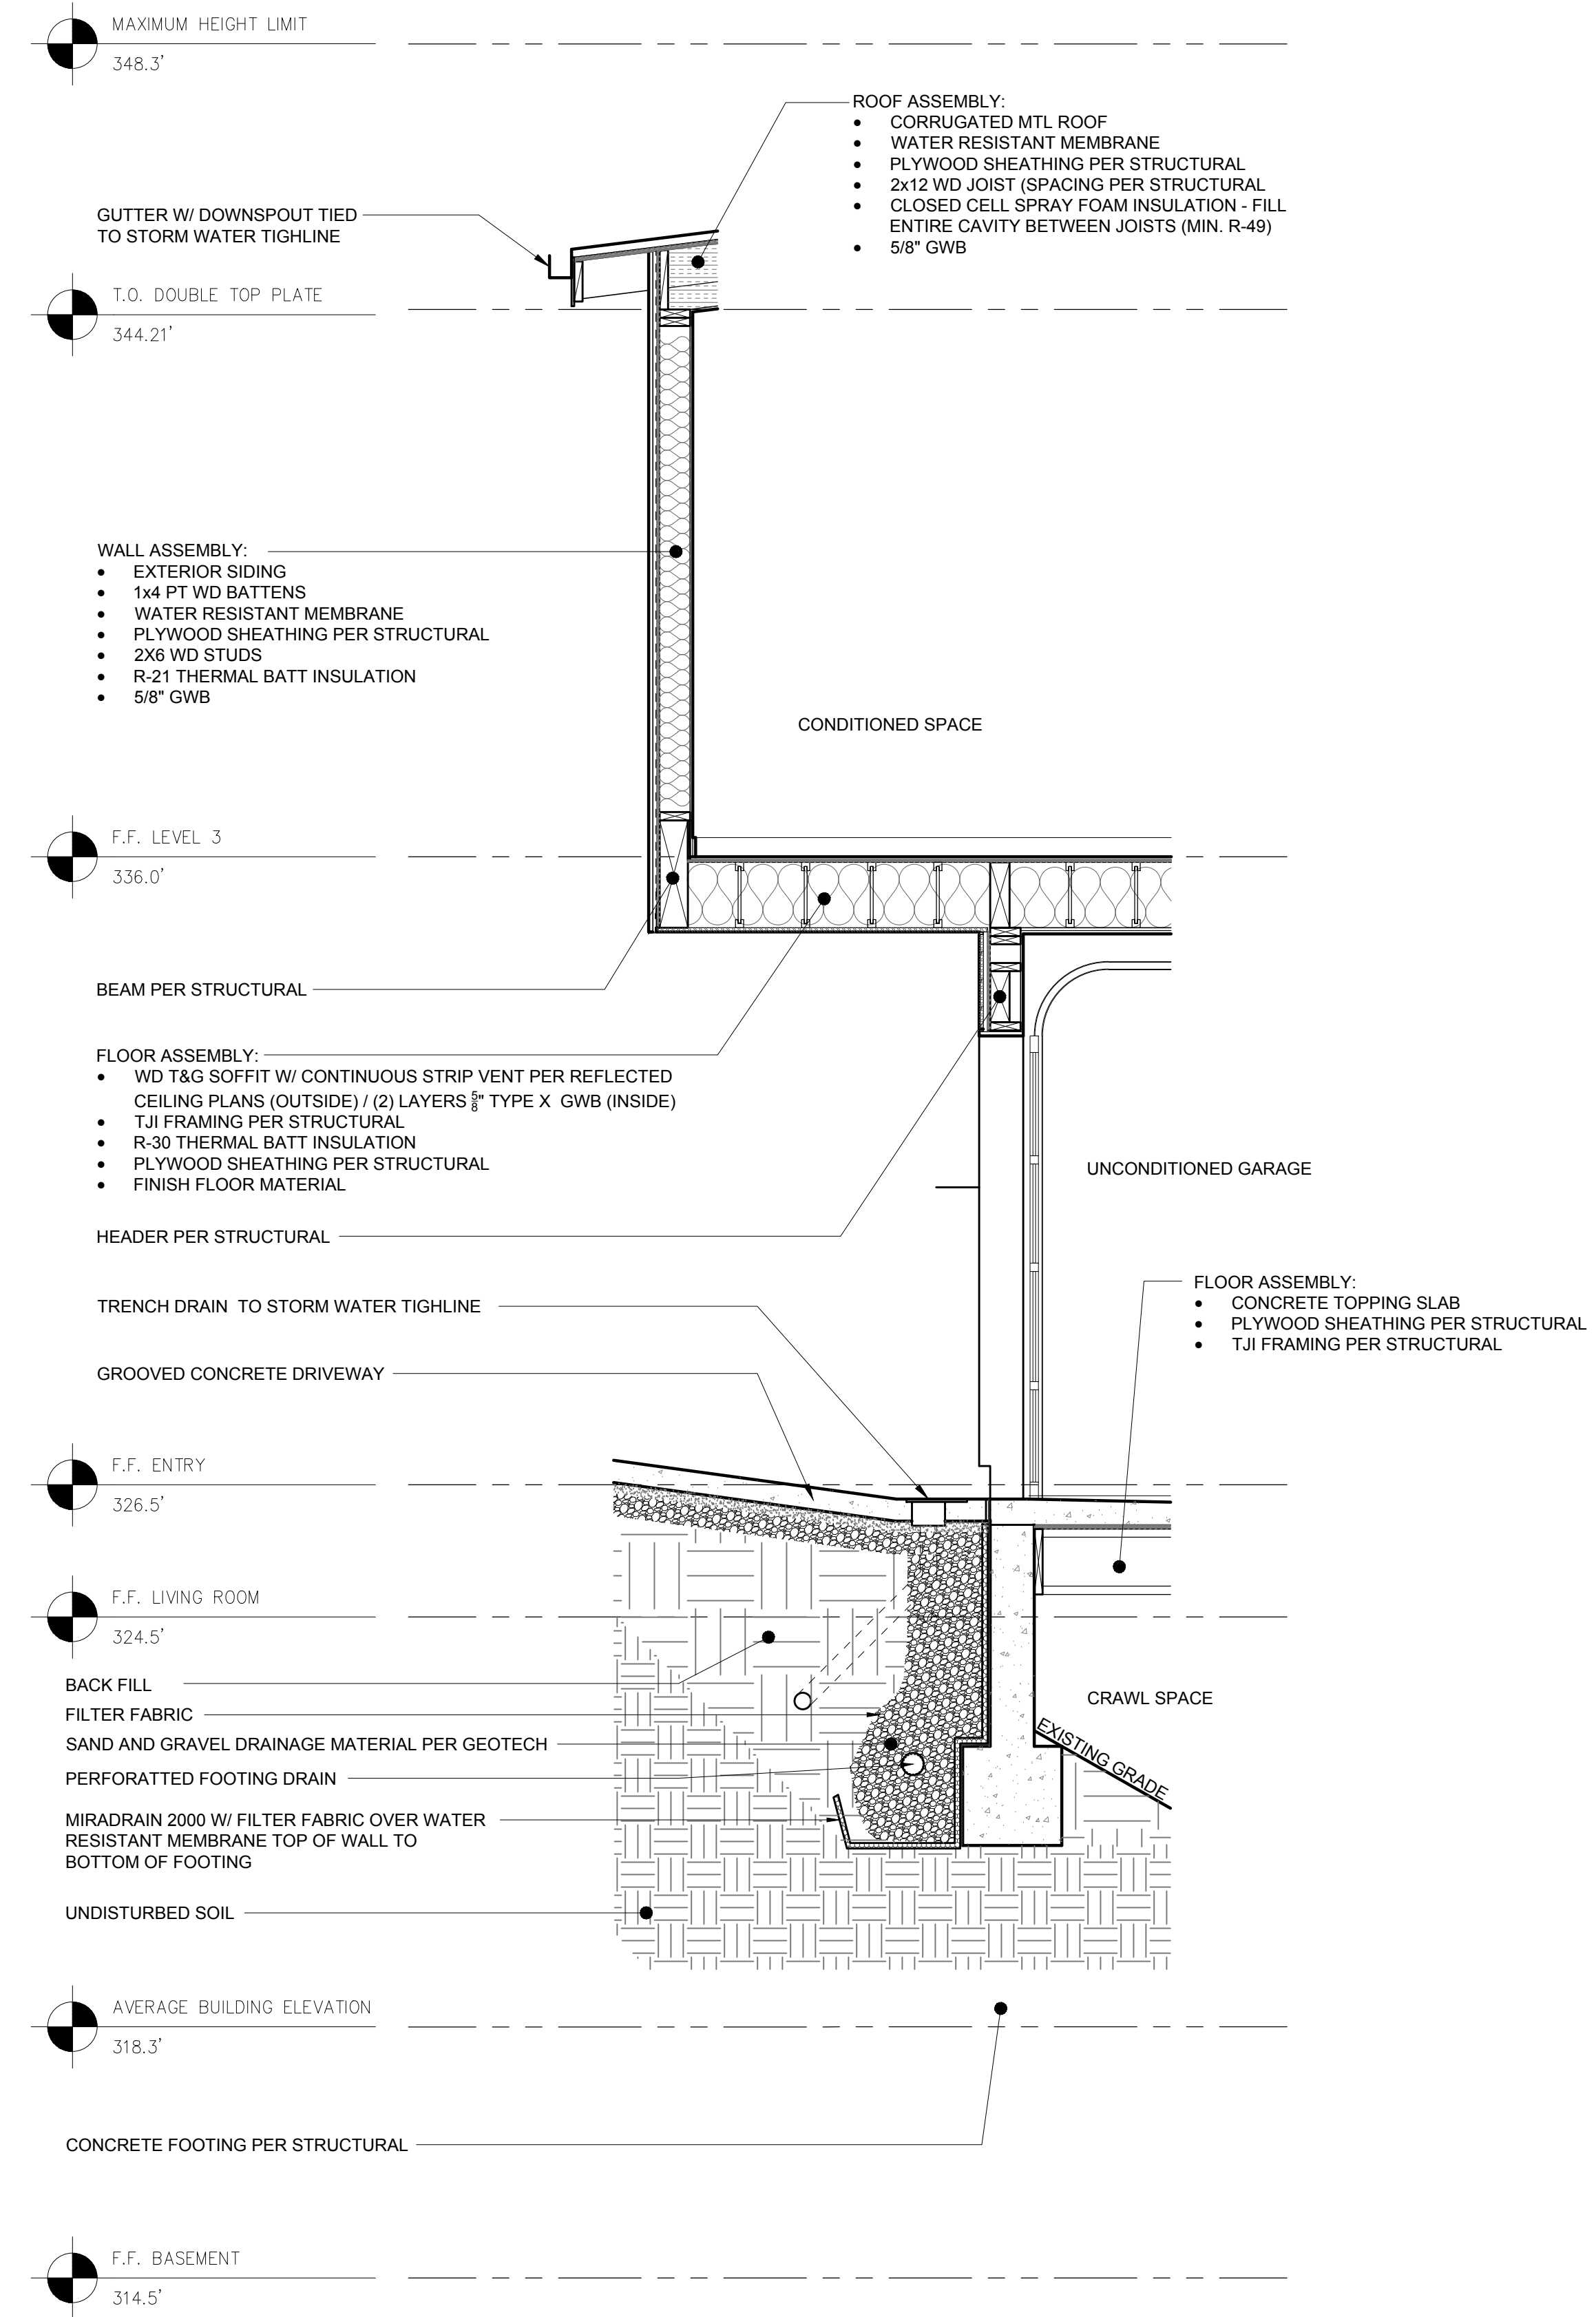 MAXIMUM HEIGHT LIMIT
348.3'
ROOF ASSEMBLY:
• CORRUGATED MTL ROOF
• WATER RESISTANT MEMBRANE
• PLYWOOD SHEATHING PER STRUCTURAL
• 2x12 WD JOIST (SPACING PER STRUCTURAL
• CLOSED CELL SPRAY FOAM INSULATION - FILL
ENTIRE CAVITY BETWEEN JOISTS (MIN. R-49)
• 5/8" GWB
GUTTER W/ DOWNSPOUT TIED
TO STORM WATER TIGHLINE
T.O. DOUBLE TOP PLATE
344.21'
WALL ASSEMBLY:
• EXTERIOR SIDING
• 1x4 PT WD BATTENS
• WATER RESISTANT MEMBRANE
• PLYWOOD SHEATHING PER STRUCTURAL
• 2X6 WD STUDS
• R-21 THERMAL BATT INSULATION
• 5/8" GWB
CONDITIONED SPACE
F.F. LEVEL 3
336.0'
BEAM PER STRUCTURAL
FLOOR ASSEMBLY:
• WD T&G SOFFIT W/ CONTINUOUS STRIP VENT PER REFLECTED
CEILING PLANS (OUTSIDE) / (2) LAYERS 5/8" TYPE X GWB (INSIDE)
• TJI FRAMING PER STRUCTURAL
• R-30 THERMAL BATT INSULATION
• PLYWOOD SHEATHING PER STRUCTURAL
• FINISH FLOOR MATERIAL
UNCONDITIONED GARAGE
HEADER PER STRUCTURAL
FLOOR ASSEMBLY:
• CONCRETE TOPPING SLAB
• PLYWOOD SHEATHING PER STRUCTURAL
• TJI FRAMING PER STRUCTURAL
TRENCH DRAIN TO STORM WATER TIGHLINE
GROOVED CONCRETE DRIVEWAY
F.F. ENTRY
326.5'
F.F. LIVING ROOM
324.5'
BACK FILL
FILTER FABRIC
SAND AND GRAVEL DRAINAGE MATERIAL PER GEOTECH
PERFORATTED FOOTING DRAIN
MIRADRAIN 2000 W/ FILTER FABRIC OVER WATER
RESISTANT MEMBRANE TOP OF WALL TO
BOTTOM OF FOOTING
UNDISTURBED SOIL
CRAWL SPACE
EXISTING GRADE
AVERAGE BUILDING ELEVATION
318.3'
CONCRETE FOOTING PER STRUCTURAL
F.F. BASEMENT
314.5'